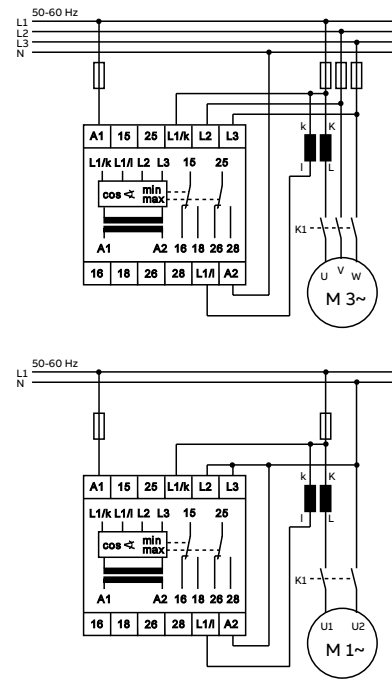 50-60 Hz
L1
L2
L3
N
A1 15 25 L1/k L2 L3
k K
L1/k L1/l L2 L3 15 25
l L
cos ∢ min max
K1
A1 A2 16 18 26 28
U V W
16 18 26 28 L1/l A2
M 3~
50-60 Hz
L1
N
A1 15 25 L1/k L2 L3
k K
L1/k L1/l L2 L3 15 25
l L
cos ∢ min max
K1
A1 A2 16 18 26 28
16 18 26 28 L1/l A2
U1 U2
M 1~